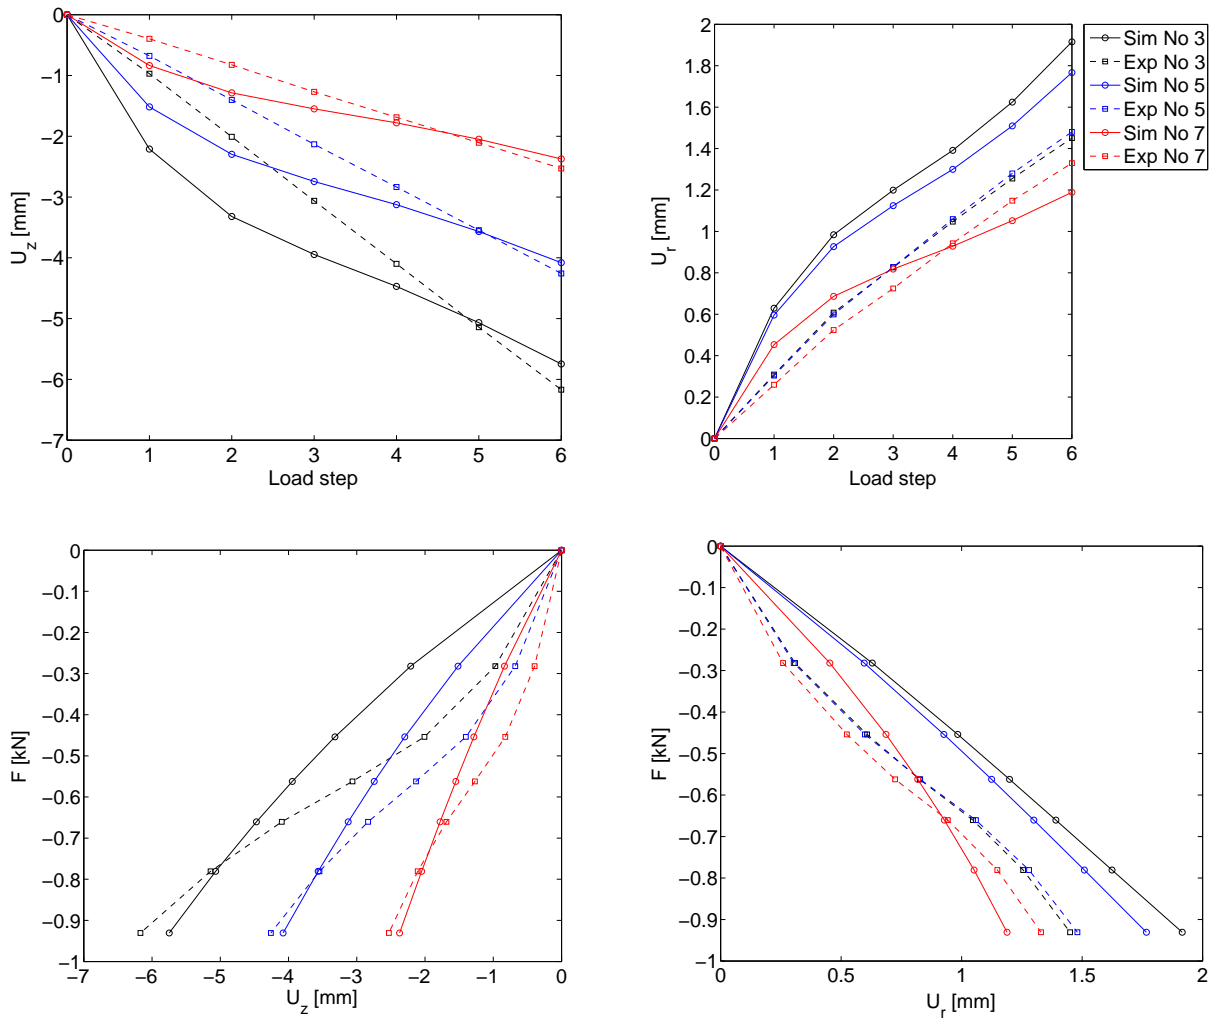 0
−1
−2
−3
−4
−5
−6
−7
U_z [mm]
0 1 2 3 4 5 6
Load step
2
1.8
1.6
1.4
1.2
1
0.8
0.6
0.4
0.2
0
U_r [mm]
0 1 2 3 4 5 6
Load step
Sim No 3
Exp No 3
Sim No 5
Exp No 5
Sim No 7
Exp No 7
0
−0.1
−0.2
−0.3
−0.4
−0.5
−0.6
−0.7
−0.8
−0.9
−1
F [kN]
−7 −6 −5 −4 −3 −2 −1 0
U_z [mm]
0
−0.1
−0.2
−0.3
−0.4
−0.5
−0.6
−0.7
−0.8
−0.9
−1
F [kN]
0 0.5 1 1.5 2
U_r [mm]